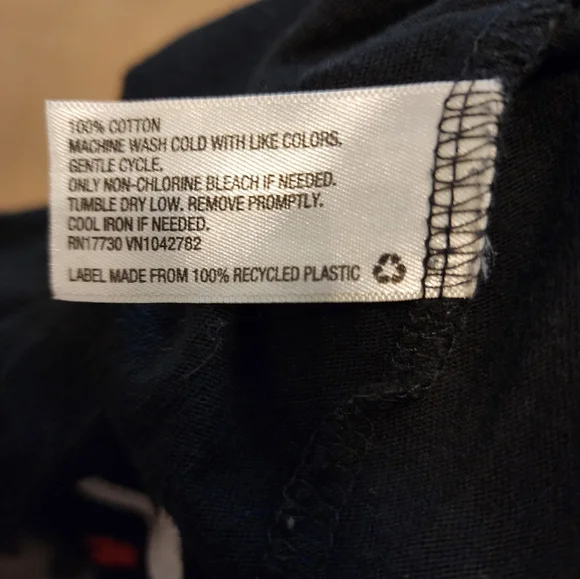 100% COTTON
MACHINE WASH COLD WITH LIKE COLORS.
GENTLE CYCLE.
ONLY NON-CHLORINE BLEACH IF NEEDED.
TUMBLE DRY LOW. REMOVE PROMPTLY.
COOL IRON IF NEEDED.
RN17730 VN1042782
LABEL MADE FROM 100% RECYCLED PLASTIC